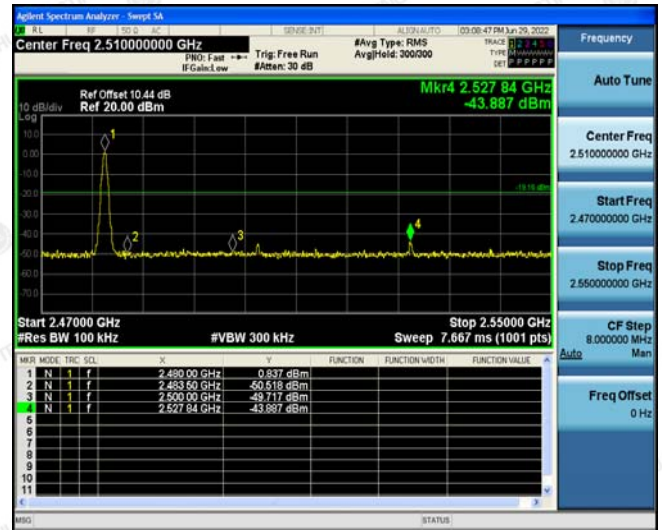 Agilent Spectrum Analyzer - Swept SA
RL RF 50 Ω AC SENSE:INT ALIGNAUTO 03:08:47 PM Jun 29, 2022
Center Freq 2.510000000 GHz
PNO: Fast
IFGain:Low
Trig: Free Run
#Atten: 30 dB
#Avg Type: RMS
Avg|Hold: 300/300
TRACE 1 2 3 4 5 6
TYPE M
DET P P P P P P
Ref Offset 10.44 dB
Ref 20.00 dBm
10 dB/div
Log
Mkr4 2.527 84 GHz
-43.887 dBm
10.0
0.00
-10.0
-20.0
-30.0
-40.0
-50.0
-60.0
-70.0
1
2
3
4
-19.16 dBm
Start 2.47000 GHz
Stop 2.55000 GHz
#Res BW 100 kHz
#VBW 300 kHz
Sweep 7.667 ms (1001 pts)
MKR MODE TRC SCL X Y FUNCTION FUNCTION WIDTH FUNCTION VALUE
1 N 1 f 2.480 00 GHz 0.837 dBm
2 N 1 f 2.483 50 GHz -50.518 dBm
3 N 1 f 2.500 00 GHz -49.717 dBm
4 N 1 f 2.527 84 GHz -43.887 dBm
5
6
7
8
9
10
11
MSG
STATUS
Frequency
Auto Tune
Center Freq
2.510000000 GHz
Start Freq
2.470000000 GHz
Stop Freq
2.550000000 GHz
CF Step
8.000000 MHz
Auto Man
Freq Offset
0 Hz